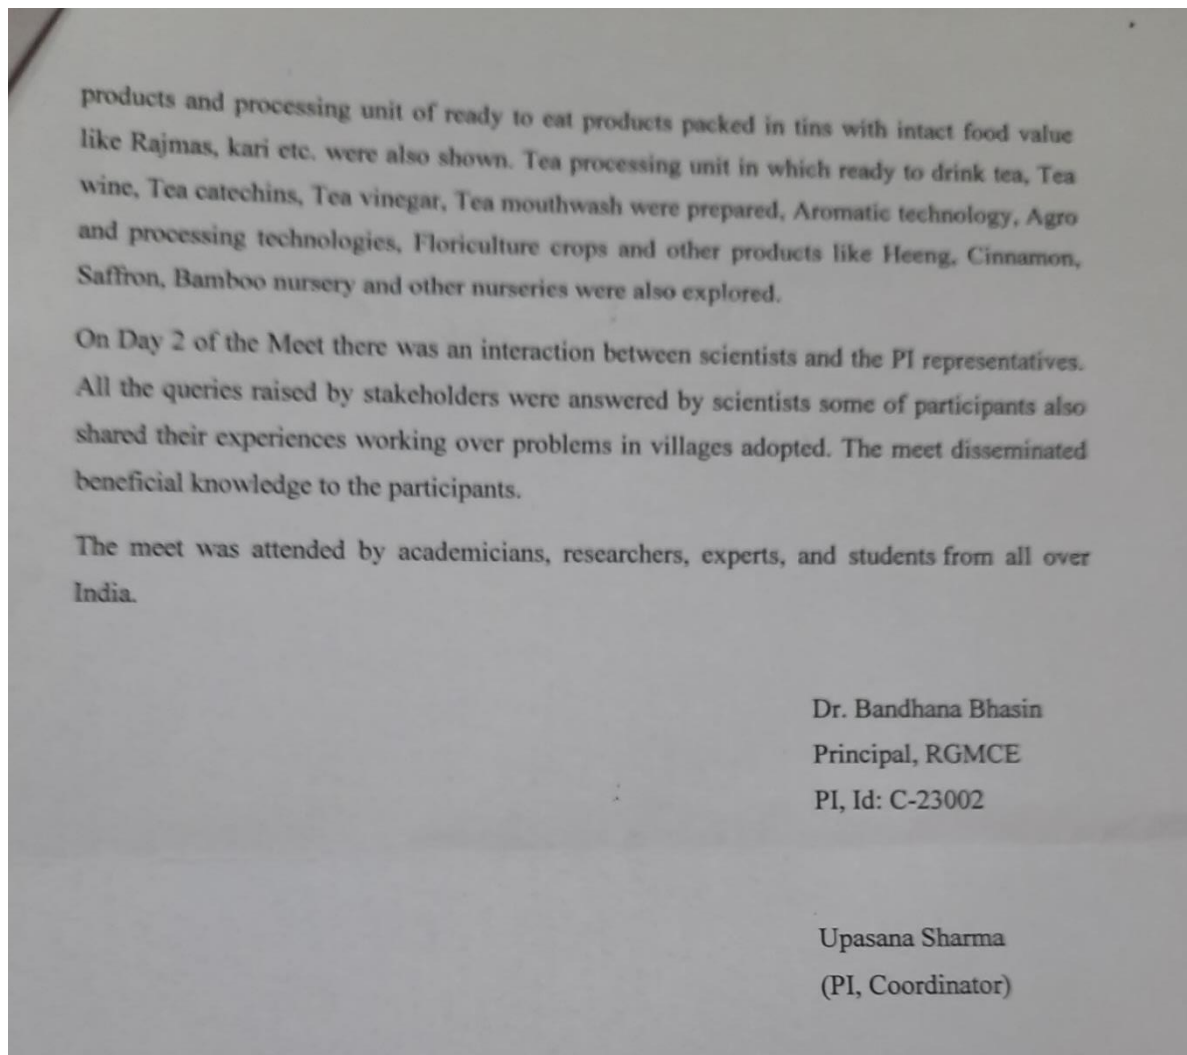 products and processing unit of ready to eat products packed in tins with intact food value
like Rajmas, kari etc. were also shown. Tea processing unit in which ready to drink tea, Tea
wine, Tea catechins, Tea vinegar, Tea mouthwash were prepared, Aromatic technology, Agro
and processing technologies, Floriculture crops and other products like Heeng, Cinnamon,
Saffron, Bamboo nursery and other nurseries were also explored.
On Day 2 of the Meet there was an interaction between scientists and the PI representatives.
All the queries raised by stakeholders were answered by scientists some of participants also
shared their experiences working over problems in villages adopted. The meet disseminated
beneficial knowledge to the participants.
The meet was attended by academicians, researchers, experts, and students from all over
India.
Dr. Bandhana Bhasin
Principal, RGMCE
PI, Id: C-23002
Upasana Sharma
(PI, Coordinator)